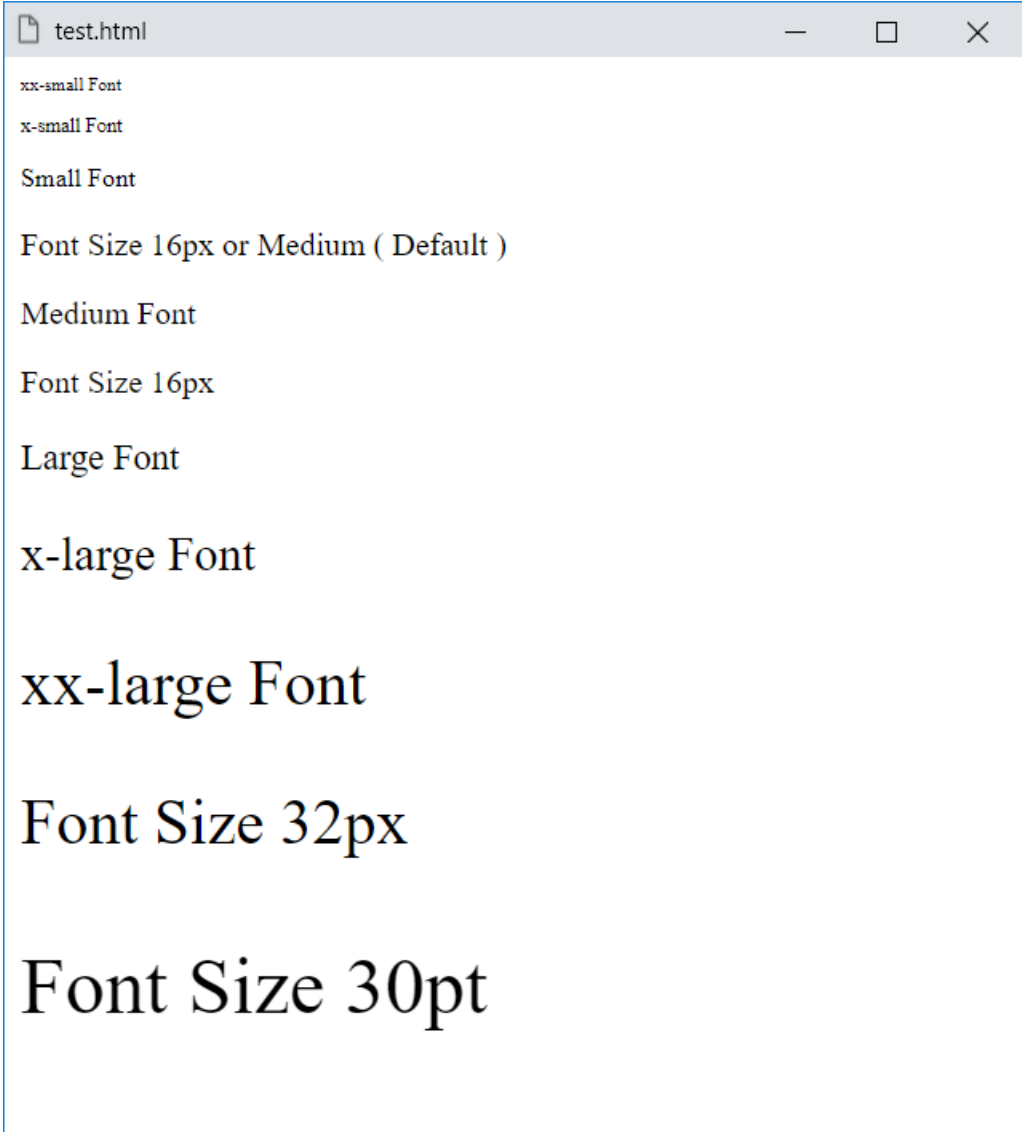 test.html
xx-small Font
x-small Font
Small Font
Font Size 16px or Medium ( Default )
Medium Font
Font Size 16px
Large Font
x-large Font
xx-large Font
Font Size 32px
Font Size 30pt